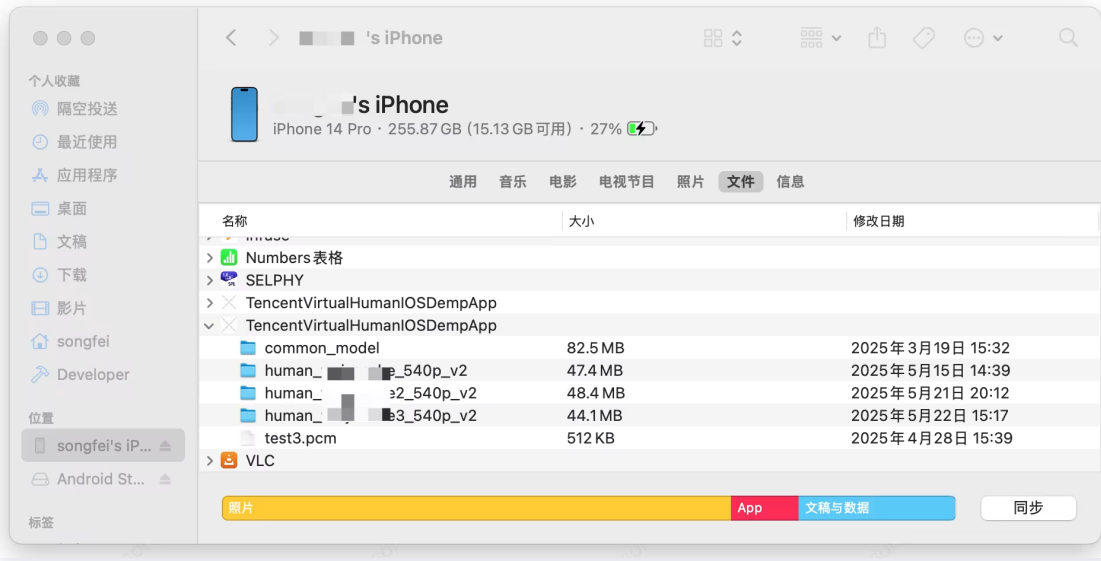 's iPhone
个人收藏
隔空投送
最近使用
应用程序
桌面
文稿
下载
影片
songfei
Developer
位置
songfei's iP...
Android St...
标签
's iPhone
iPhone 14 Pro · 255.87 GB (15.13 GB 可用) · 27%
通用 音乐 电影 电视节目 照片 文件 信息
名称 大小 修改日期
Infuse
Numbers 表格
SELPHY
TencentVirtualHumanIOSDempApp
TencentVirtualHumanIOSDempApp
common_model 82.5 MB 2025年3月19日 15:32
human_ e_540p_v2 47.4 MB 2025年5月15日 14:39
human_ e2_540p_v2 48.4 MB 2025年5月21日 20:12
human_ e3_540p_v2 44.1 MB 2025年5月22日 15:17
test3.pcm 512 KB 2025年4月28日 15:39
VLC
照片 App 文稿与数据 同步